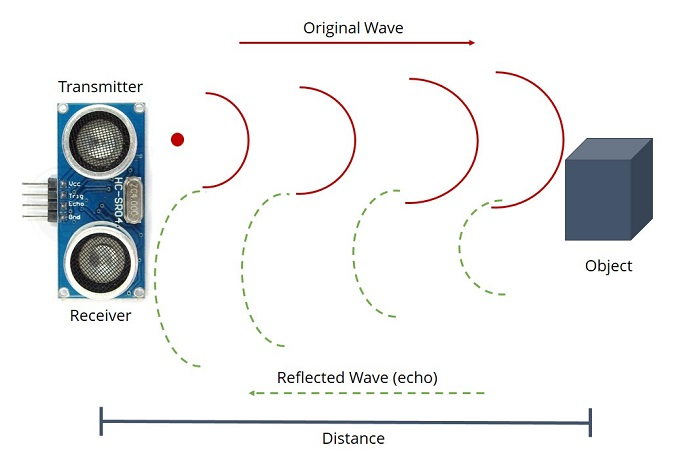 Original Wave
Transmitter
Vcc
Trig
Echo
Gnd
HC-SR04
Receiver
Object
Reflected Wave (echo)
Distance